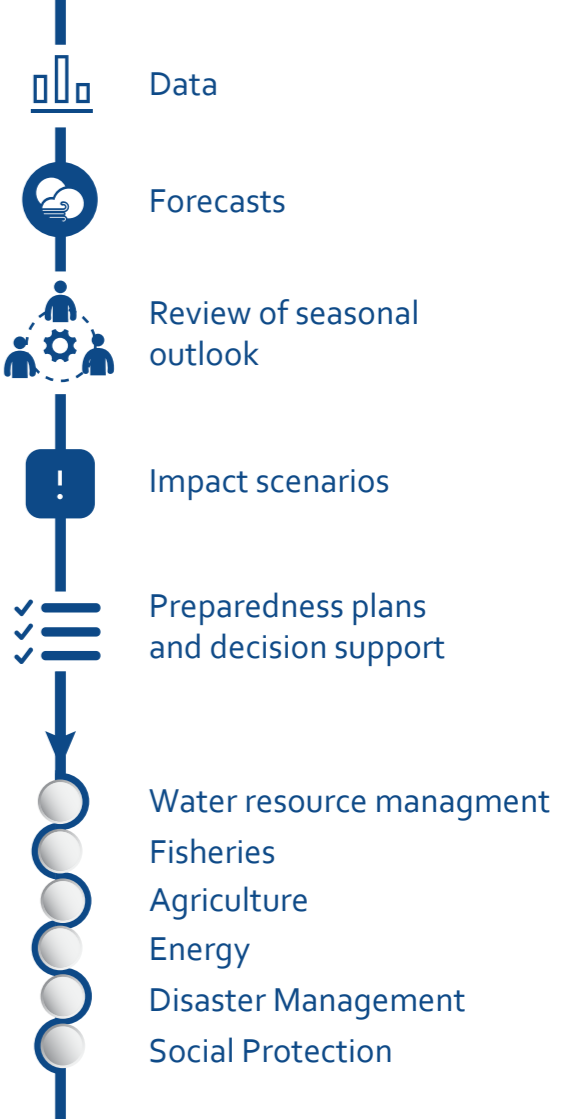 Data
Forecasts
Review of seasonal
outlook
!
Impact scenarios
Preparedness plans
and decision support
Water resource managment
Fisheries
Agriculture
Energy
Disaster Management
Social Protection